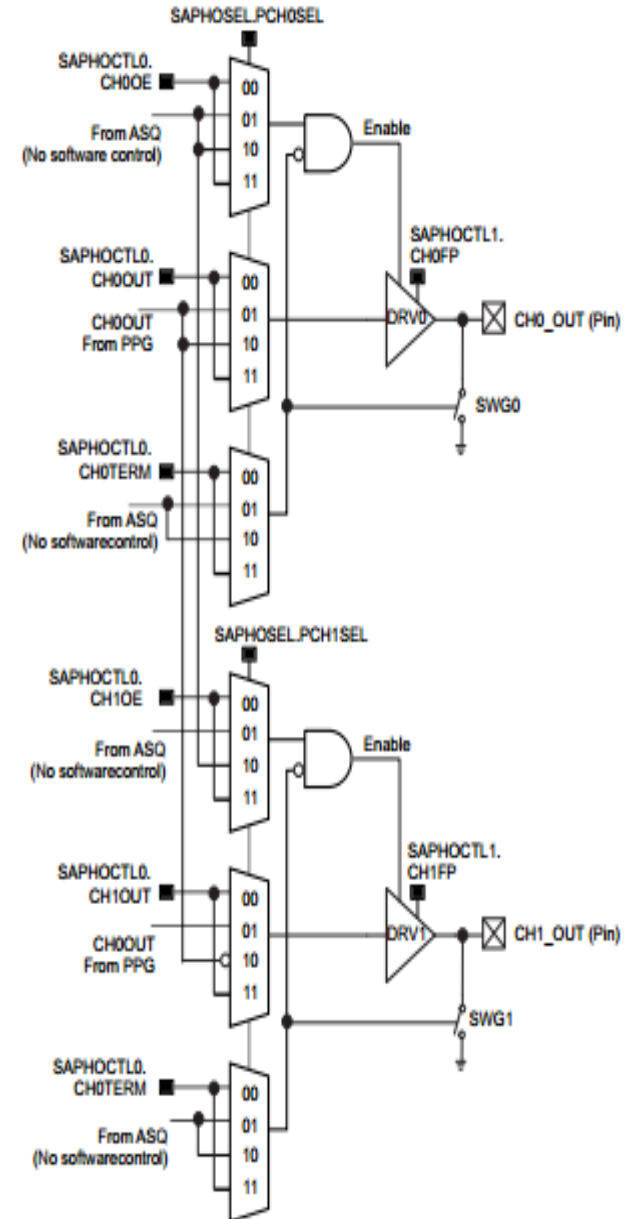 SAPHOSEL.PCH0SEL
SAPHOCTL0.
CH0OE
00
01
From ASQ
(No software control)
10
11
Enable
SAPHOCTL1.
CH0FP
SAPHOCTL0.
CH0OUT
00
01
CH0OUT
From PPG
10
11
DRV0
CH0_OUT (Pin)
SWG0
SAPHOCTL0.
CH0TERM
00
01
From ASQ
(No softwarecontrol)
10
11
SAPHOSEL.PCH1SEL
SAPHOCTL0.
CH1OE
00
01
From ASQ
(No softwarecontrol)
10
11
Enable
SAPHOCTL1.
CH1FP
SAPHOCTL0.
CH1OUT
00
01
CH0OUT
From PPG
10
11
DRV1
CH1_OUT (Pin)
SWG1
SAPHOCTL0.
CH0TERM
00
01
From ASQ
(No softwarecontrol)
10
11